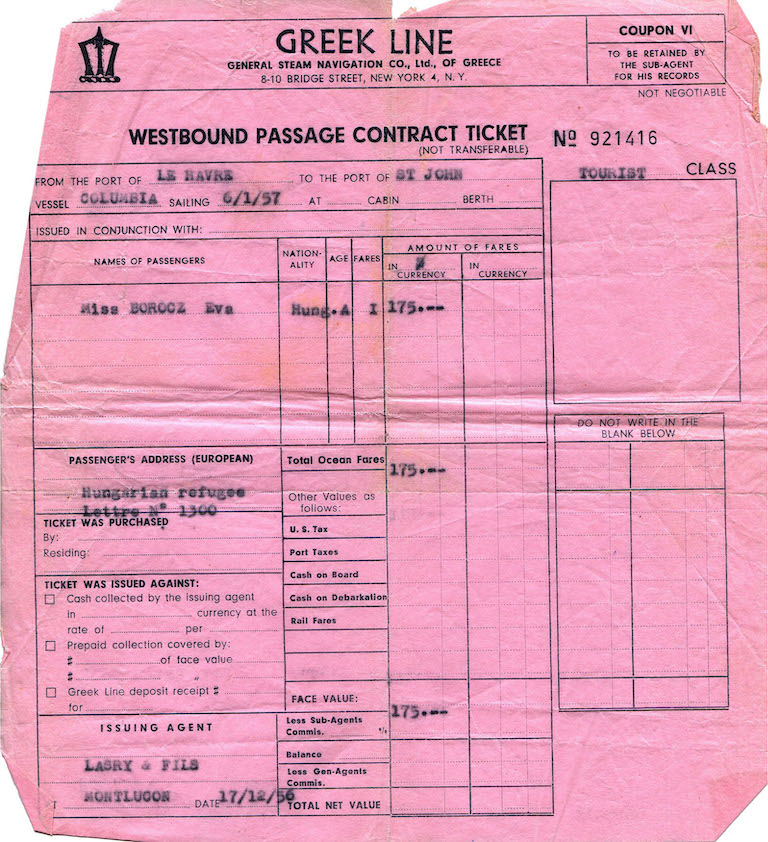 GREEK LINE
GENERAL STEAM NAVIGATION CO., Ltd., OF GREECE
8-10 BRIDGE STREET, NEW YORK 4, N. Y.
COUPON VI
TO BE RETAINED BY
THE SUB-AGENT
FOR HIS RECORDS
NOT NEGOTIABLE
WESTBOUND PASSAGE CONTRACT TICKET
(NOT TRANSFERABLE)
Nº 921416
FROM THE PORT OF LE HAVRE TO THE PORT OF ST JOHN
TOURIST CLASS
VESSEL COLUMBIA SAILING 6/1/57 AT CABIN BERTH
ISSUED IN CONJUNCTION WITH:
NAMES OF PASSENGERS
NATION-
ALITY
AGE
FARES
AMOUNT OF FARES
IN $ CURRENCY
IN CURRENCY
Miss BOROCZ Eva Hung. A I 175.--
DO NOT WRITE IN THE
BLANK BELOW
PASSENGER'S ADDRESS (EUROPEAN)
Hungarian refugee
Lettre Nº 1300
TICKET WAS PURCHASED
By:
Residing:
TICKET WAS ISSUED AGAINST:
Cash collected by the issuing agent
in currency at the
rate of per
Prepaid collection covered by:
$ of face value
$ "
Greek Line deposit receipt #
for
Total Ocean Fares 175.--
Other Values as
follows:
U. S. Tax
Port Taxes
Cash on Board
Cash on Debarkation
Rail Fares
FACE VALUE: 175.--
Less Sub-Agents
Commis. %
Balance
Less Gen-Agents
Commis.
TOTAL NET VALUE
ISSUING AGENT
LASRY & FILS
MONTLUCON DATE 17/12/56